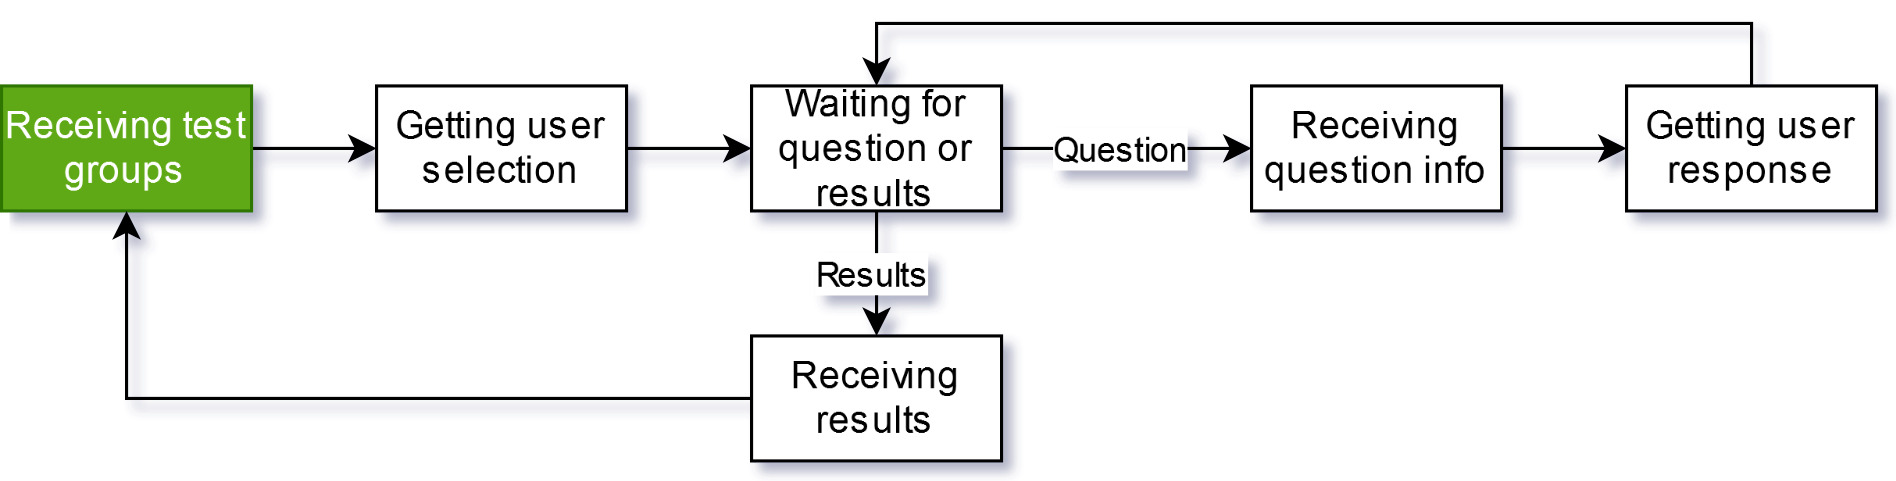 Receiving test
groups
Getting user
selection
Waiting for
question or
results
Question
Receiving
question info
Getting user
response
Results
Receiving
results